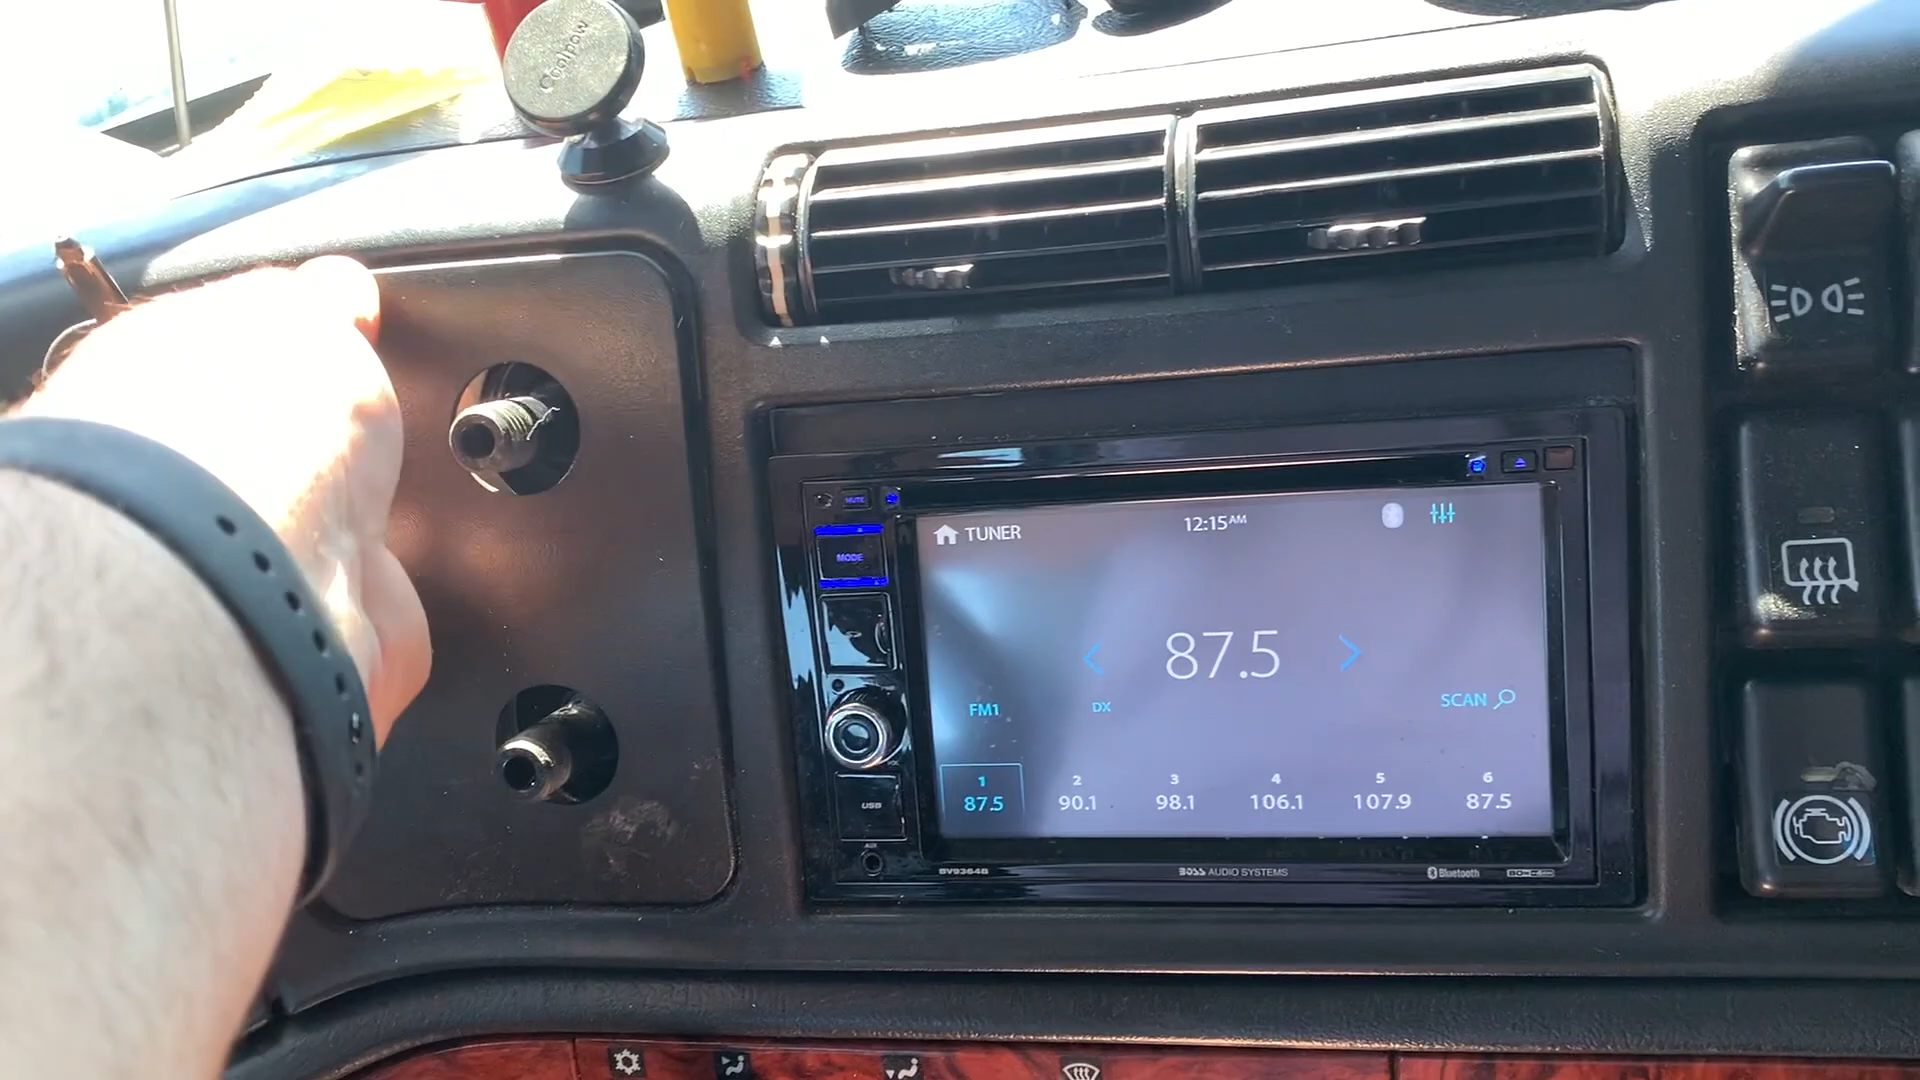 Coolpow
MUTE
MODE
TUNER
12:15AM
87.5
FM1
DX
SCAN
1
87.5
2
90.1
3
98.1
4
106.1
5
107.9
6
87.5
USB
AUX
BV9364B
BOSS AUDIO SYSTEMS
Bluetooth